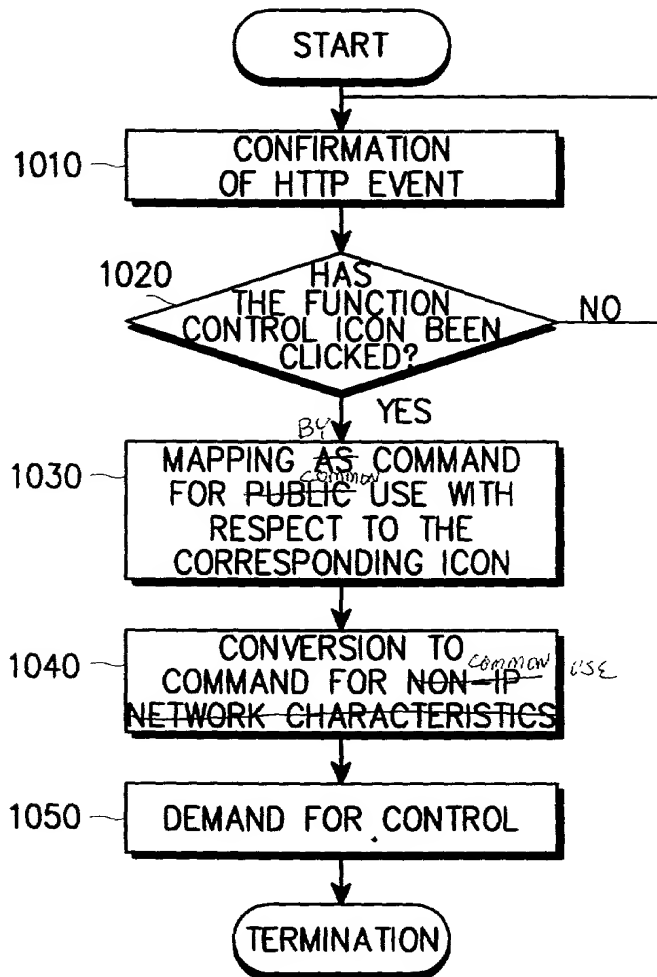 START
1010
CONFIRMATION
OF HTTP EVENT
1020
HAS
THE FUNCTION
CONTROL ICON BEEN
CLICKED?
NO
YES
BY
1030
MAPPING AS COMMAND
common
FOR PUBLIC USE WITH
RESPECT TO THE
CORRESPONDING ICON
1040
CONVERSION TO
common USE
COMMAND FOR NON-IP
NETWORK CHARACTERISTICS
1050
DEMAND FOR CONTROL
TERMINATION